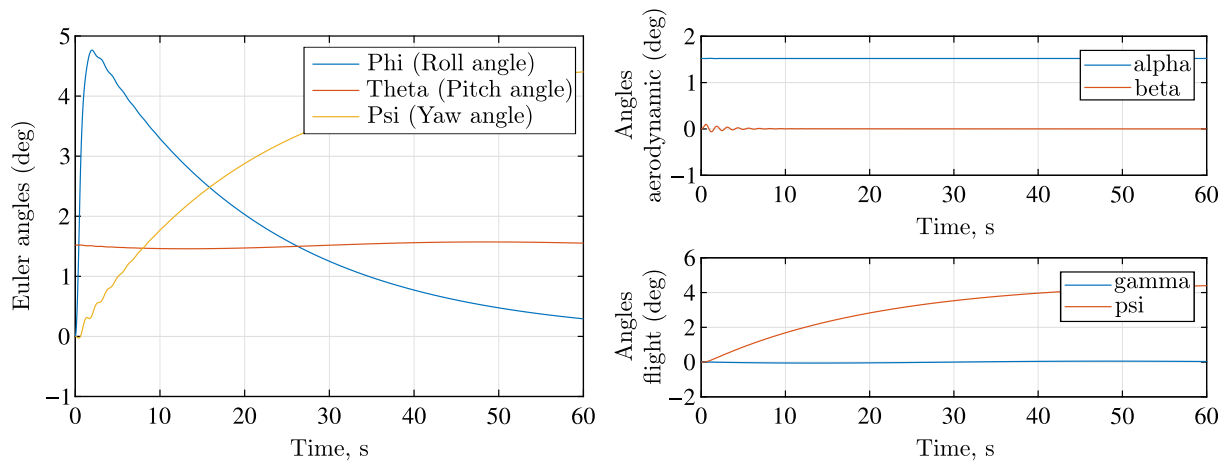 5
4
3
2
1
0
−1
Euler angles (deg)
Phi (Roll angle)
Theta (Pitch angle)
Psi (Yaw angle)
0 10 20 30 40 50 60
Time, s
2
1
0
−1
Angles
aerodynamic (deg)
alpha
beta
0 10 20 30 40 50 60
Time, s
6
4
2
0
−2
Angles
flight (deg)
gamma
psi
0 10 20 30 40 50 60
Time, s